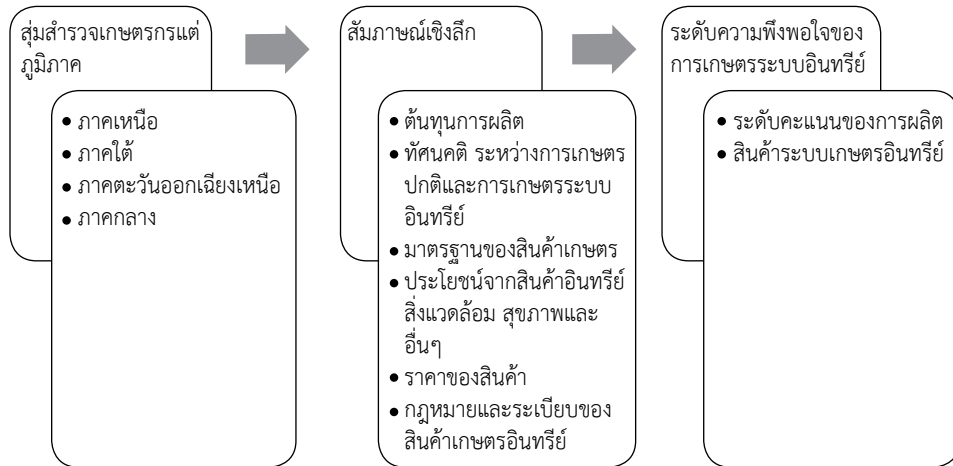 สุ่มสำรวจเกษตรกรแต่
ภูมิภาค
• ภาคเหนือ
• ภาคใต้
• ภาคตะวันออกเฉียงเหนือ
• ภาคกลาง
สัมภาษณ์เชิงลึก
• ต้นทุนการผลิต
• ทัศนคติ ระหว่างการเกษตร
ปกติและการเกษตรระบบ
อินทรีย์
• มาตรฐานของสินค้าเกษตร
• ประโยชน์จากสินค้าอินทรีย์
สิ่งแวดล้อม สุขภาพและ
อื่นๆ
• ราคาของสินค้า
• กฎหมายและระเบียบของ
สินค้าเกษตรอินทรีย์
ระดับความพึงพอใจของ
การเกษตรระบบอินทรีย์
• ระดับคะแนนของการผลิต
• สินค้าระบบเกษตรอินทรีย์